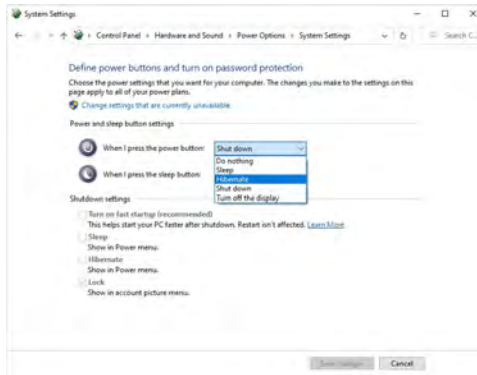 System Settings
Control Panel › Hardware and Sound › Power Options › System Settings
Search C...
Define power buttons and turn on password protection
Choose the power settings that you want for your computer. The changes you make to the settings on this
page apply to all of your power plans.
Change settings that are currently unavailable
Power and sleep button settings
When I press the power button: Shut down
Do nothing
Sleep
When I press the sleep button: Hibernate
Shut down
Turn off the display
Shutdown settings
Turn on fast startup (recommended)
This helps start your PC faster after shutdown. Restart isn't affected. Learn More
Sleep
Show in Power menu.
Hibernate
Show in Power menu.
Lock
Show in account picture menu.
Save changes Cancel